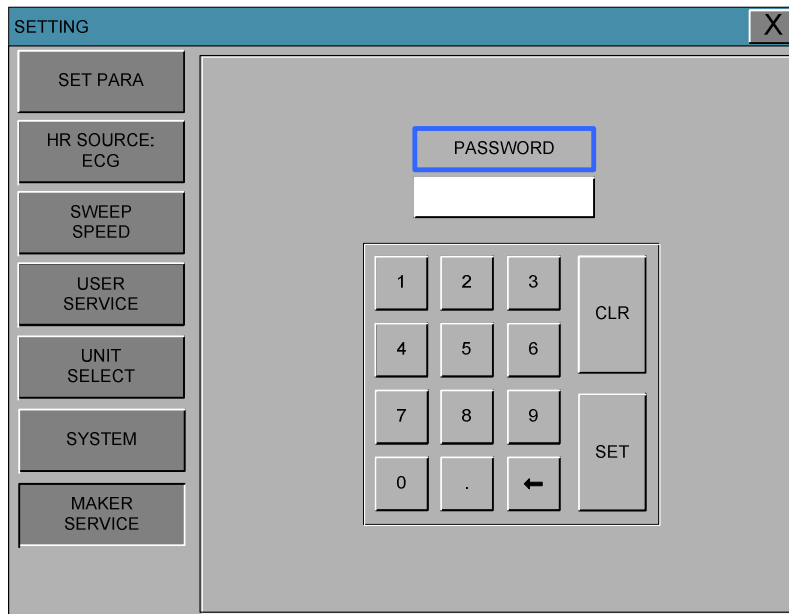 SETTING
X
SET PARA
HR SOURCE:
ECG
SWEEP
SPEED
USER
SERVICE
UNIT
SELECT
SYSTEM
MAKER
SERVICE
PASSWORD
1 2 3
CLR
4 5 6
7 8 9
SET
0 . ←